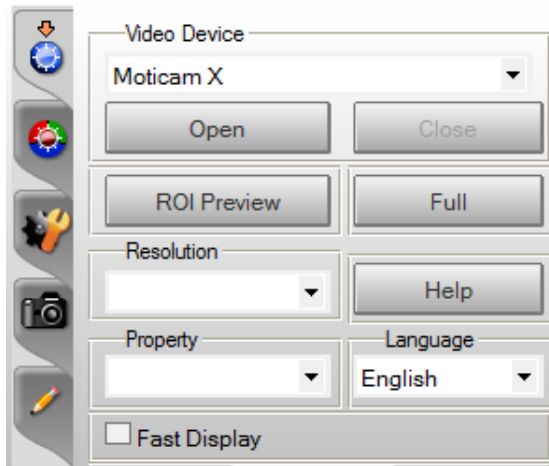 Video Device
Moticam X
Open Close
ROI Preview Full
Resolution
Help
Property Language
English
Fast Display